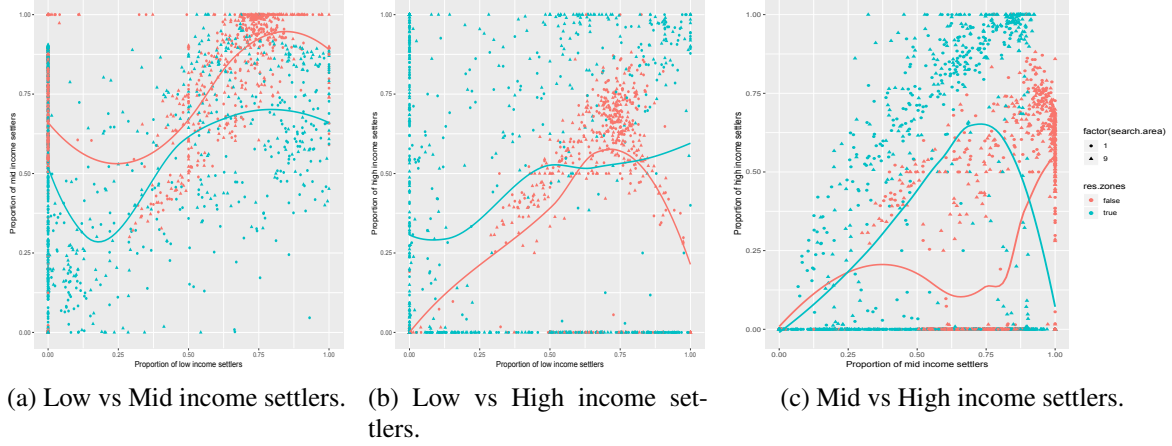 1.00
0.75
0.50
0.25
0.00
Proportion of mid income settlers
0.00 0.25 0.50 0.75 1.00
Proportion of low income settlers
(a) Low vs Mid income settlers.
1.00
0.75
0.50
0.25
0.00
Proportion of high income settlers
0.00 0.25 0.50 0.75 1.00
Proportion of low income settlers
(b) Low vs High income set-
tlers.
1.00
0.75
0.50
0.25
0.00
Proportion of high income settlers
0.00 0.25 0.50 0.75 1.00
Proportion of mid income settlers
(c) Mid vs High income settlers.
factor(search.area)
1
9
res.zones
false
true